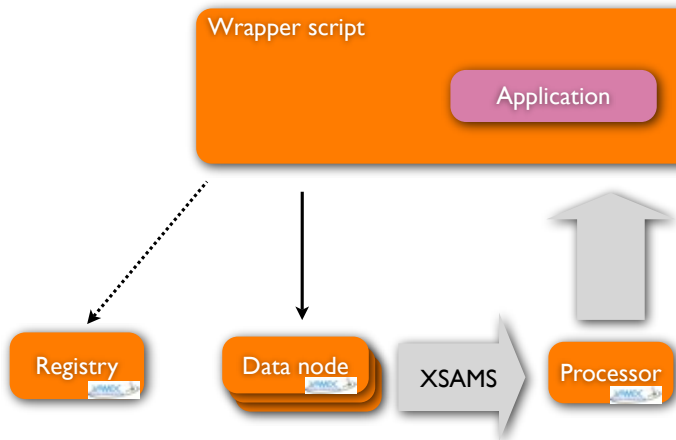 Wrapper script
Application
Registry
Data node
XSAMS
Processor